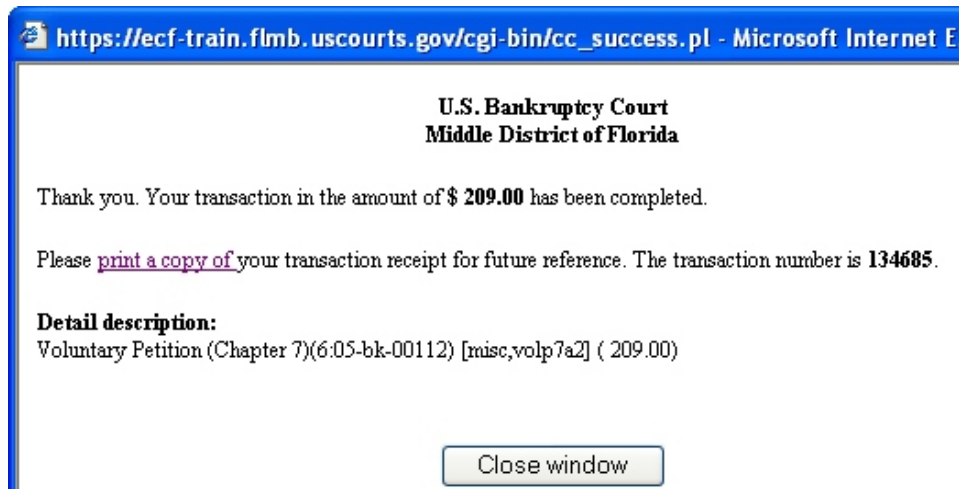 https://ecf-train.flmb.uscourts.gov/cgi-bin/cc_success.pl - Microsoft Internet E
U.S. Bankruptcy Court
Middle District of Florida
Thank you. Your transaction in the amount of $ 209.00 has been completed.
Please print a copy of your transaction receipt for future reference. The transaction number is 134685.
Detail description:
Voluntary Petition (Chapter 7)(6:05-bk-00112) [misc,volp7a2] ( 209.00)
Close window